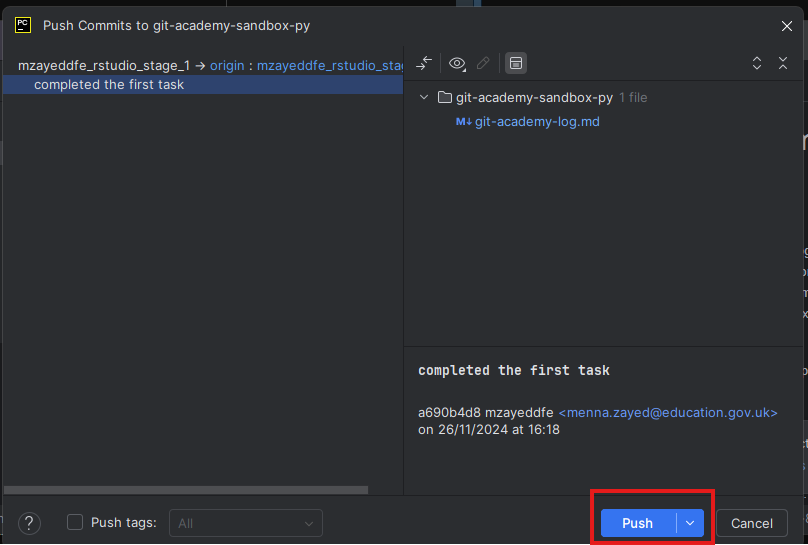 PC Push Commits to git-academy-sandbox-py
mzayeddfe_rstudio_stage_1 → origin : mzayeddfe_rstudio_stag
completed the first task
git-academy-sandbox-py 1 file
M↓ git-academy-log.md
completed the first task
a690b4d8 mzayeddfe <menna.zayed@education.gov.uk>
on 26/11/2024 at 16:18
? Push tags: All Push Cancel